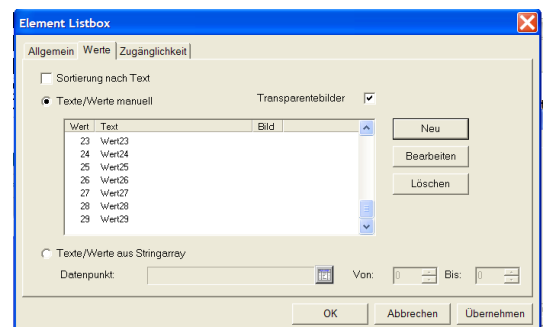 Element Listbox
Allgemein Werte Zugänglichkeit
Sortierung nach Text
Texte/Werte manuell Transparentebilder
Wert Text Bild
23 Wert23
24 Wert24
25 Wert25
26 Wert26
27 Wert27
28 Wert28
29 Wert29
Neu
Bearbeiten
Löschen
Texte/Werte aus Stringarray
Datenpunkt: Von: 0 Bis: 0
OK Abbrechen Übernehmen